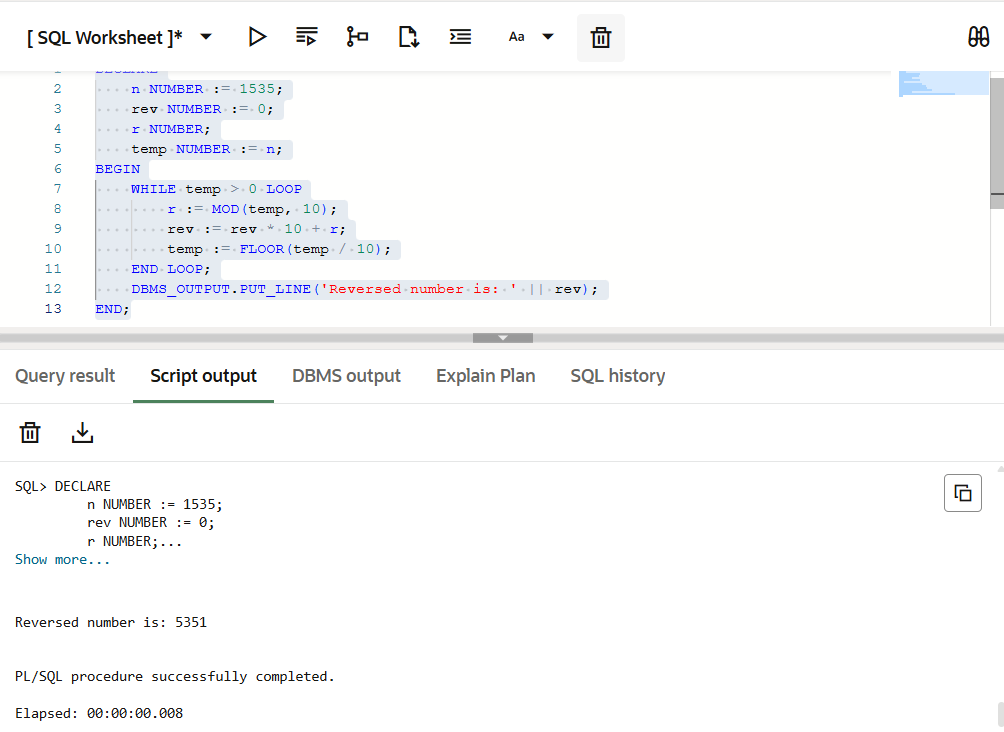 [ SQL Worksheet ]*
Aa
1 DECLARE
2 n NUMBER := 1535;
3 rev NUMBER := 0;
4 r NUMBER;
5 temp NUMBER := n;
6 BEGIN
7 WHILE temp > 0 LOOP
8 r := MOD(temp, 10);
9 rev := rev * 10 + r;
10 temp := FLOOR(temp / 10);
11 END LOOP;
12 DBMS_OUTPUT.PUT_LINE('Reversed number is: ' || rev);
13 END;
Query result Script output DBMS output Explain Plan SQL history
SQL> DECLARE
n NUMBER := 1535;
rev NUMBER := 0;
r NUMBER;...
Show more...
Reversed number is: 5351
PL/SQL procedure successfully completed.
Elapsed: 00:00:00.008